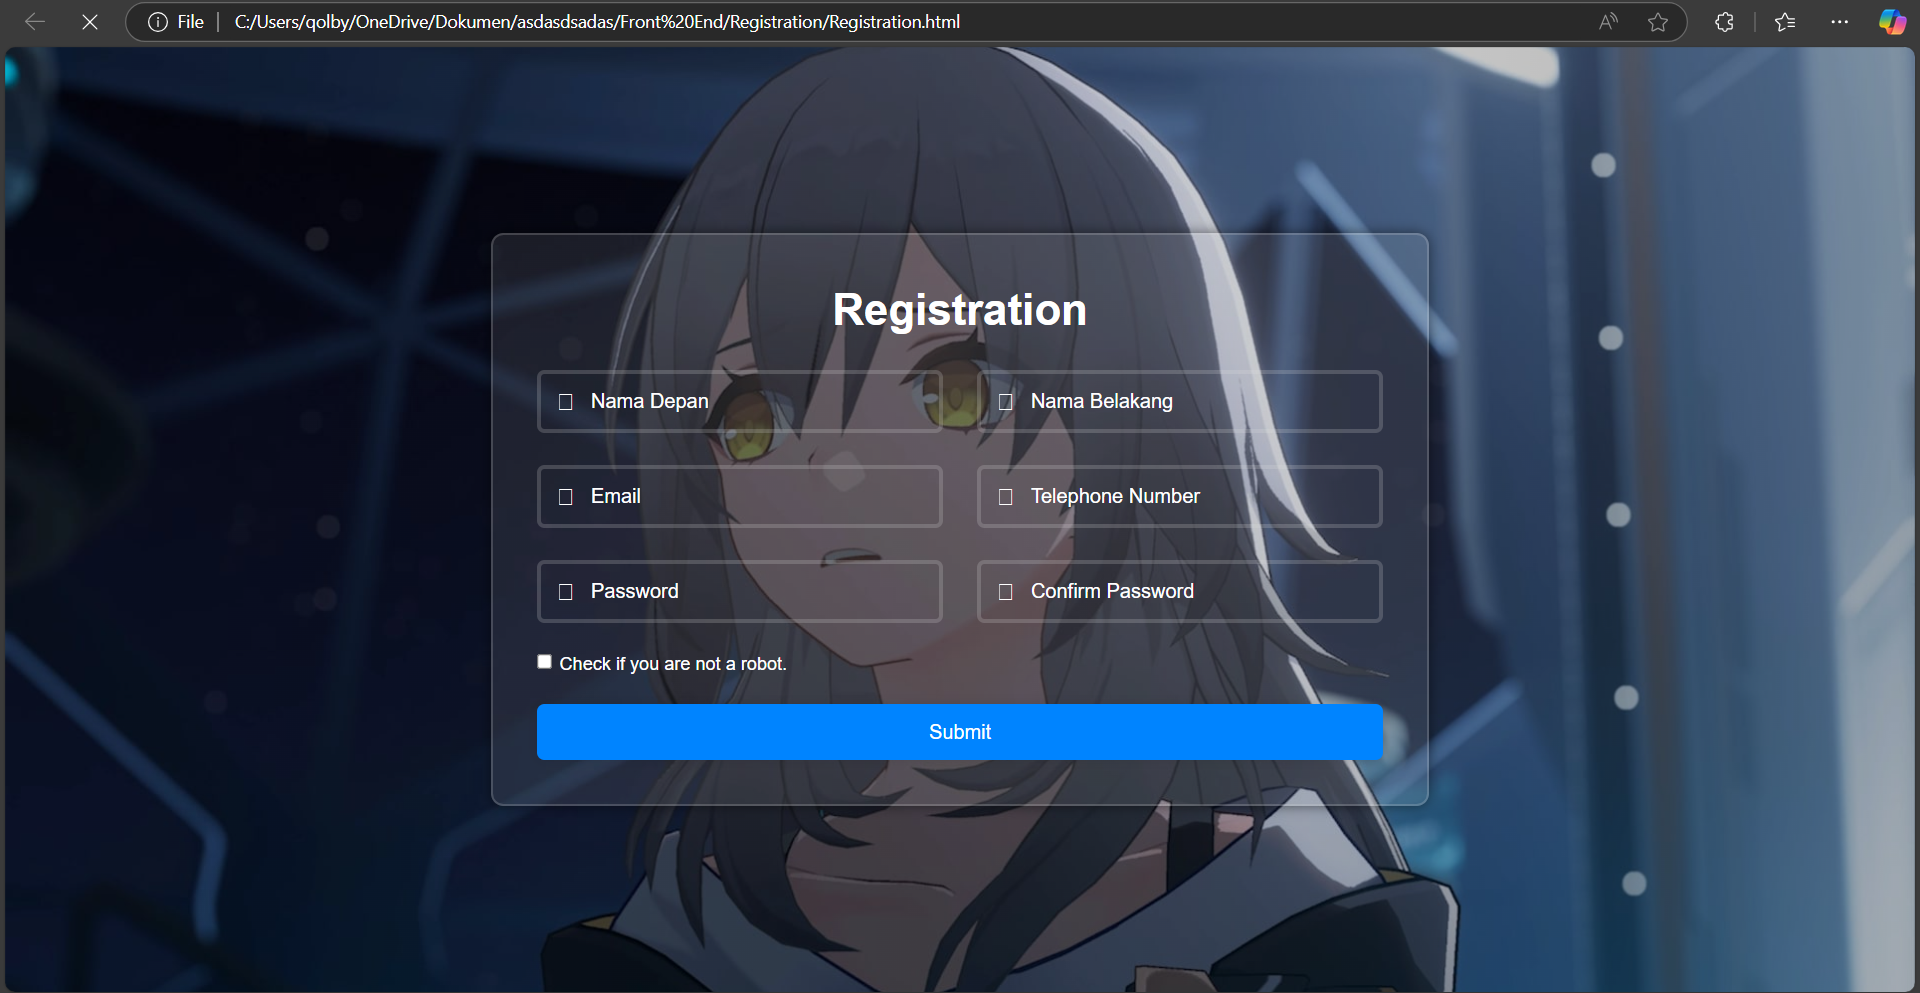 File C:/Users/qolby/OneDrive/Dokumen/asdasdsadas/Front%20End/Registration/Registration.html
Registration
Nama Depan
Nama Belakang
Email
Telephone Number
Password
Confirm Password
Check if you are not a robot.
Submit